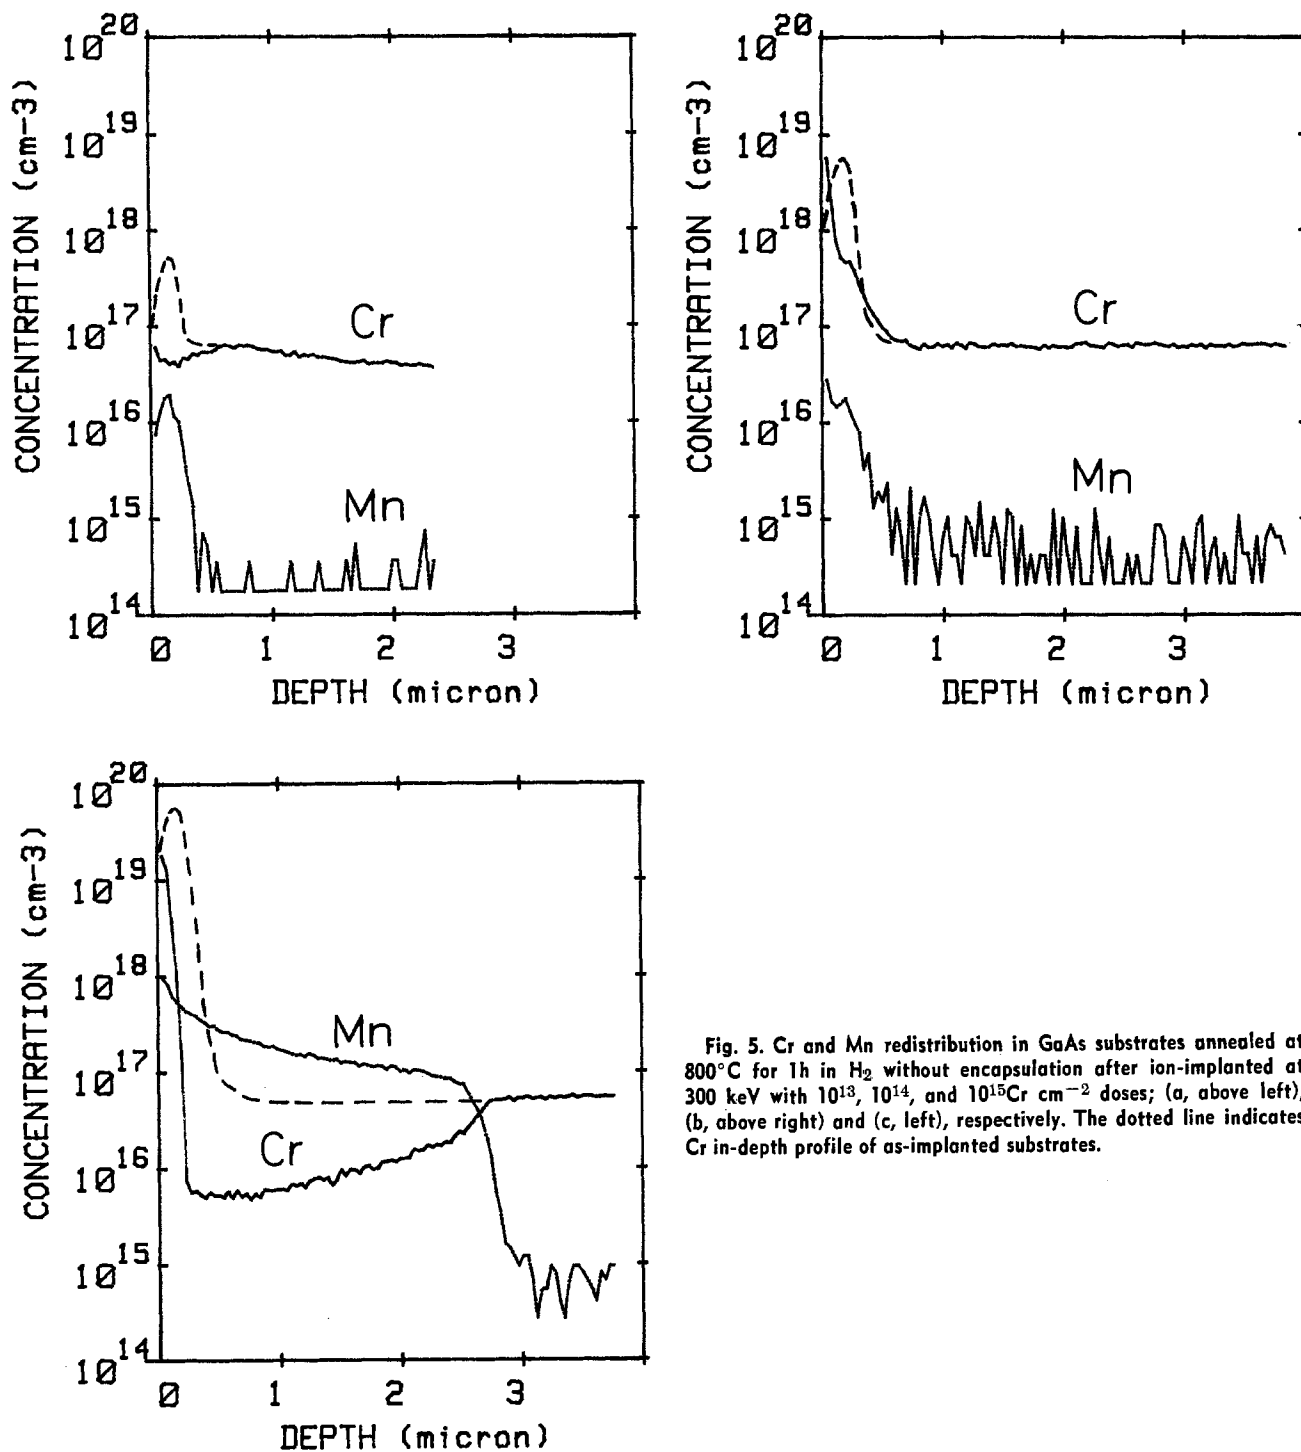 10^20
10^19
10^18
10^17
10^16
10^15
10^14
CONCENTRATION (cm-3)
Cr
Mn
0 1 2 3
DEPTH (micron)
10^20
10^19
10^18
10^17
10^16
10^15
10^14
CONCENTRATION (cm-3)
Cr
Mn
0 1 2 3
DEPTH (micron)
10^20
10^19
10^18
10^17
10^16
10^15
10^14
CONCENTRATION (cm-3)
Mn
Cr
0 1 2 3
DEPTH (micron)
Fig. 5. Cr and Mn redistribution in GaAs substrates annealed at
800°C for 1h in H₂ without encapsulation after ion-implanted at
300 keV with 10¹³, 10¹⁴, and 10¹⁵Cr cm⁻² doses; (a, above left),
(b, above right) and (c, left), respectively. The dotted line indicates
Cr in-depth profile of as-implanted substrates.